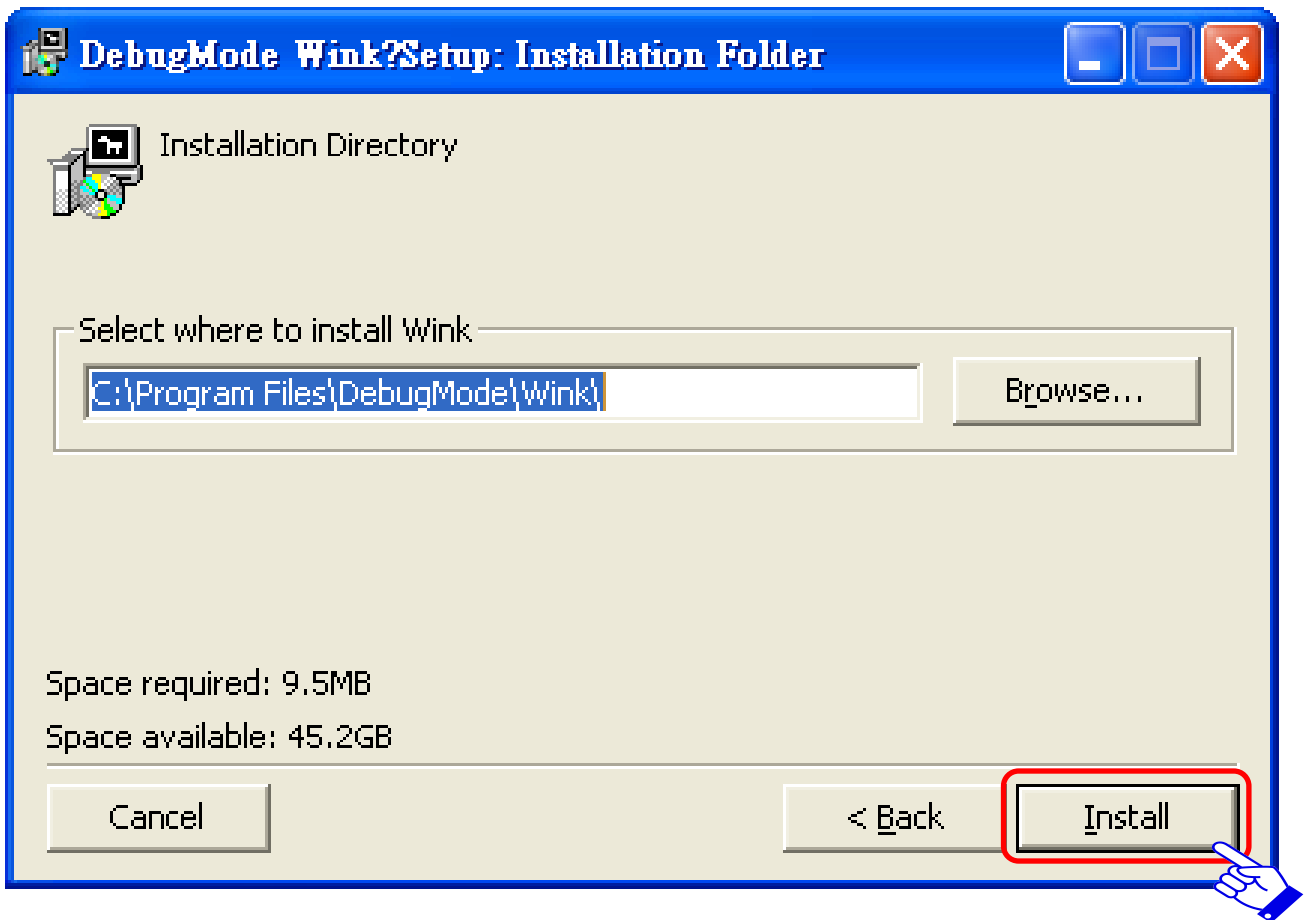 DebugMode Wink?Setup: Installation Folder
Installation Directory
Select where to install Wink
C:\Program Files\DebugMode\Wink\
Browse...
Space required: 9.5MB
Space available: 45.2GB
Cancel
< Back
Install